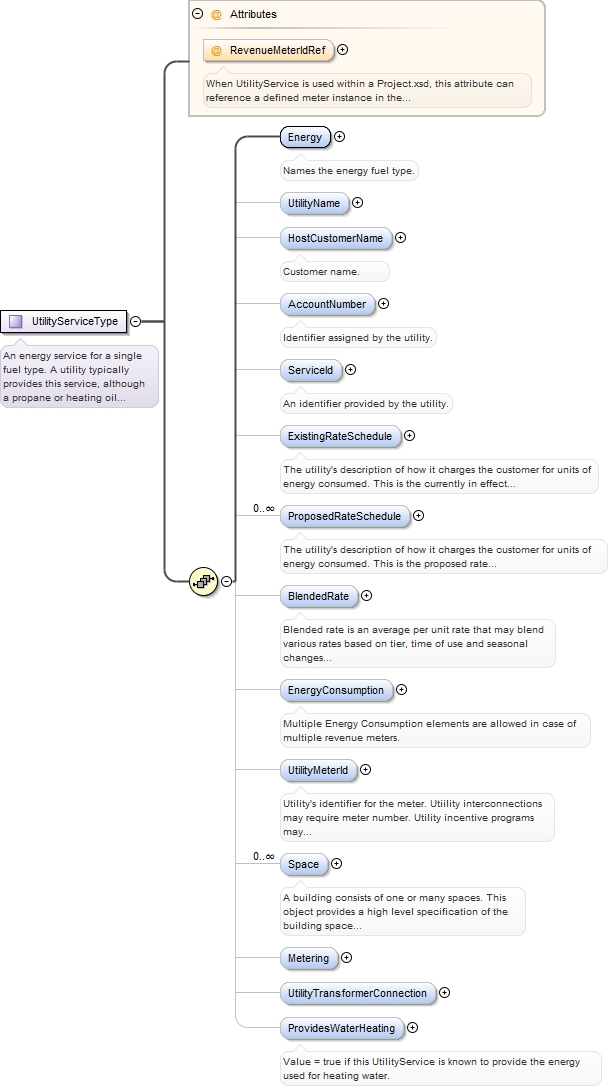 @ Attributes
@ RevenueMeterIdRef
When UtilityService is used within a Project.xsd, this attribute can
reference a defined meter instance in the...
Energy
Names the energy fuel type.
UtilityName
HostCustomerName
Customer name.
AccountNumber
Identifier assigned by the utility.
UtilityServiceType
An energy service for a single
fuel type. A utility typically
provides this service, although
a propane or heating oil...
ServiceId
An identifier provided by the utility.
ExistingRateSchedule
The utility's description of how it charges the customer for units of
energy consumed. This is the currently in effect...
0..∞
ProposedRateSchedule
The utility's description of how it charges the customer for units of
energy consumed. This is the proposed rate...
BlendedRate
Blended rate is an average per unit rate that may blend
various rates based on tier, time of use and seasonal
changes...
EnergyConsumption
Multiple Energy Consumption elements are allowed in case of
multiple revenue meters.
UtilityMeterId
Utility's identifier for the meter. Utiility interconnections
may require meter number. Utility incentive programs
may...
0..∞
Space
A building consists of one or many spaces. This
object provides a high level specification of the
building space...
Metering
UtilityTransformerConnection
ProvidesWaterHeating
Value = true if this UtilityService is known to provide the energy
used for heating water.